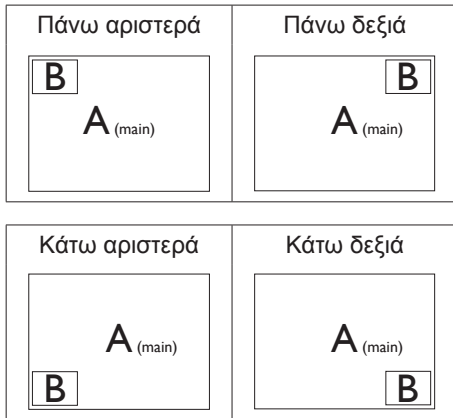 Πάνω αριστερά Πάνω δεξιά
B B
A (main) A (main)
Κάτω αριστερά Κάτω δεξιά
A (main) A (main)
B B